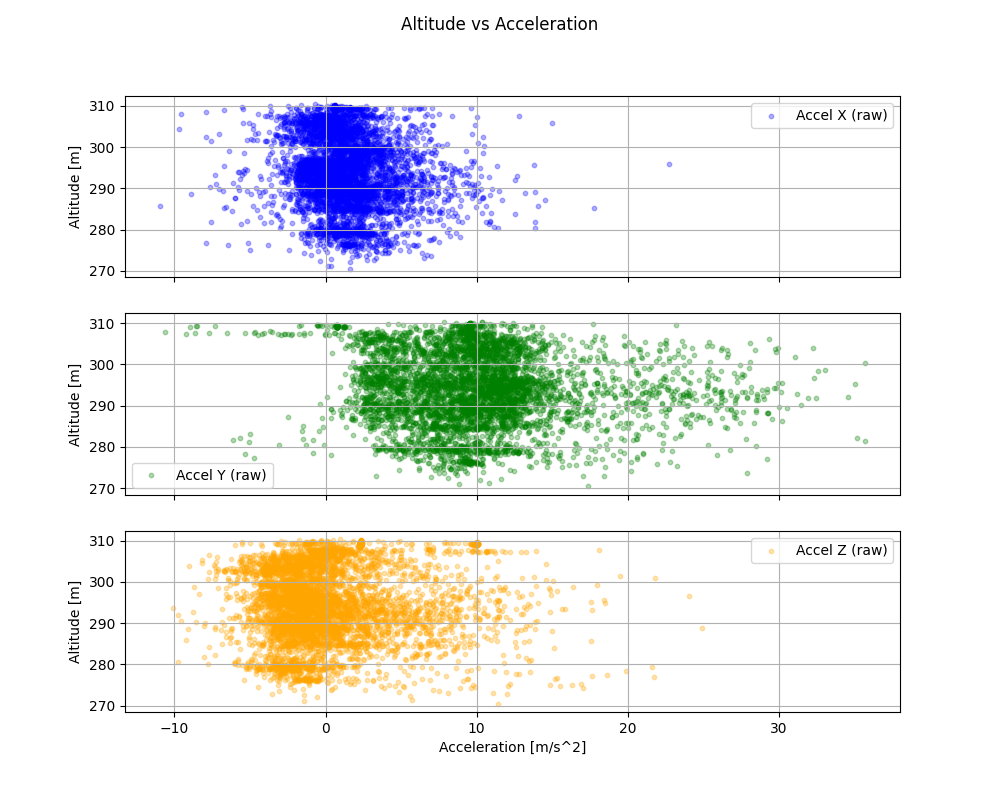 Altitude vs Acceleration
310
300
290
280
270
Altitude [m]
Accel X (raw)
310
300
290
280
270
Altitude [m]
Accel Y (raw)
310
300
290
280
270
Altitude [m]
Accel Z (raw)
−10 0 10 20 30
Acceleration [m/s^2]